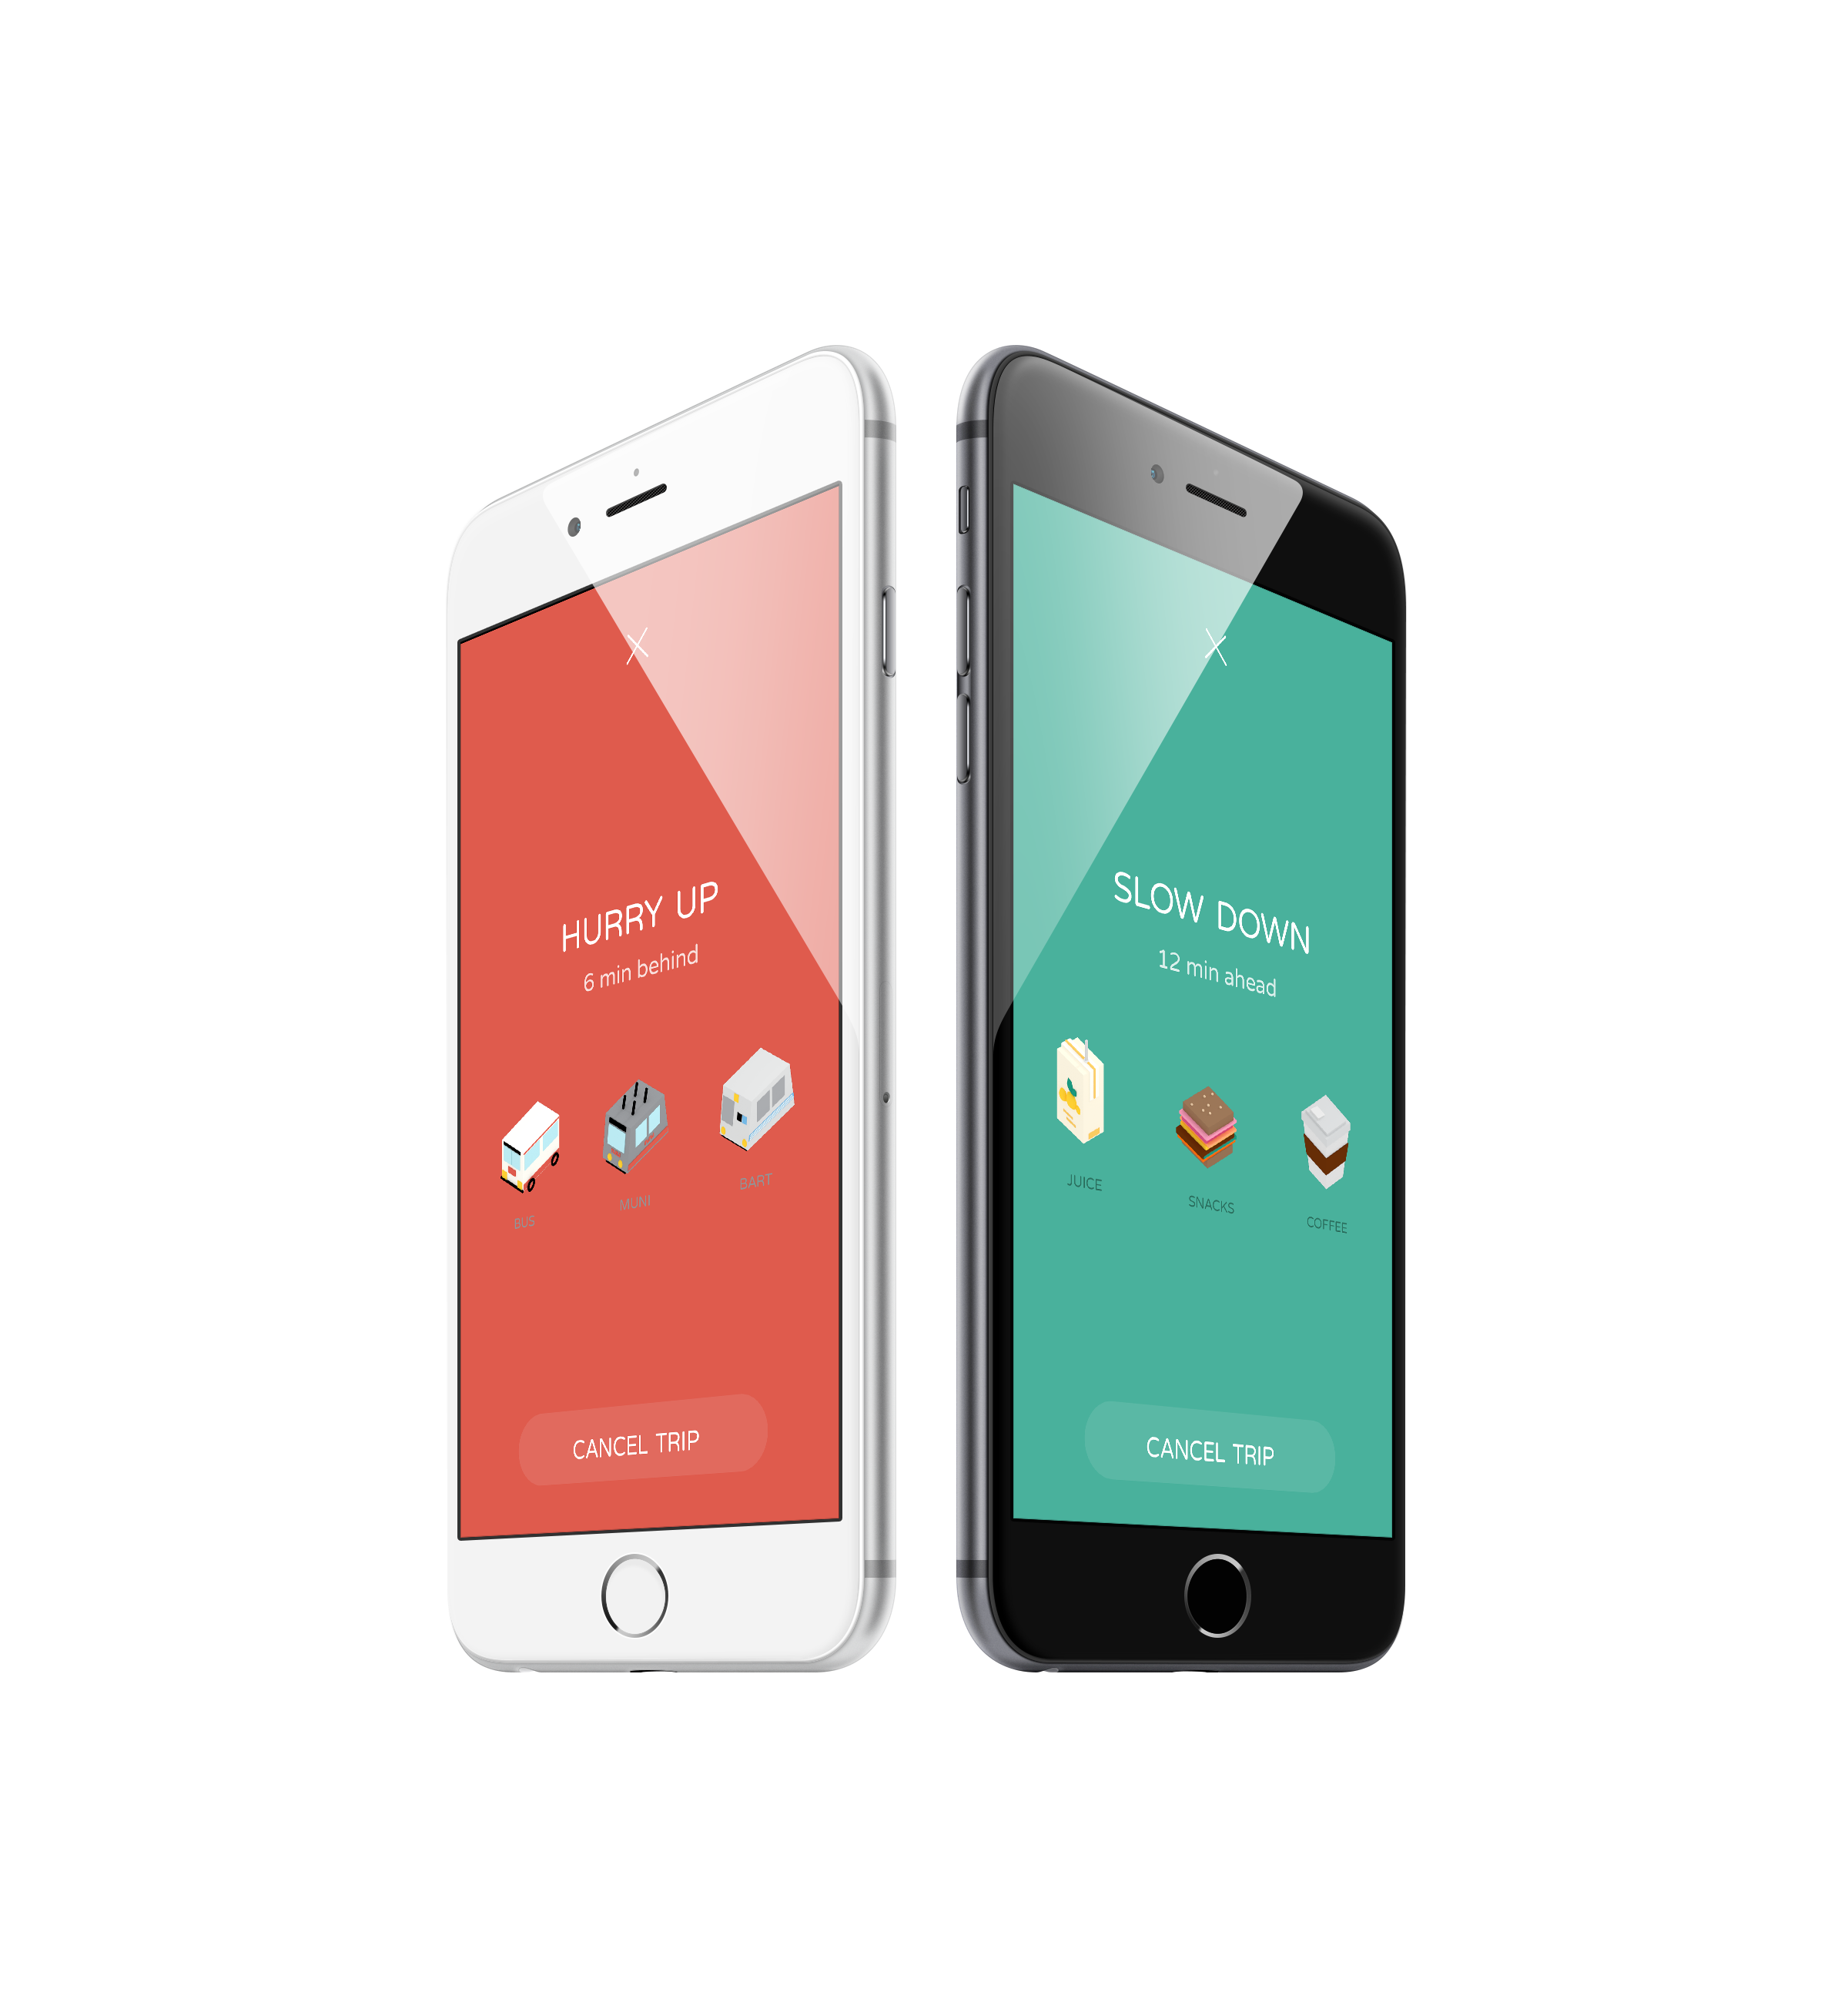 HURRY UP
6 min behind
BUS
MUNI
BART
CANCEL TRIP
SLOW DOWN
12 min ahead
JUICE
SNACKS
COFFEE
CANCEL TRIP